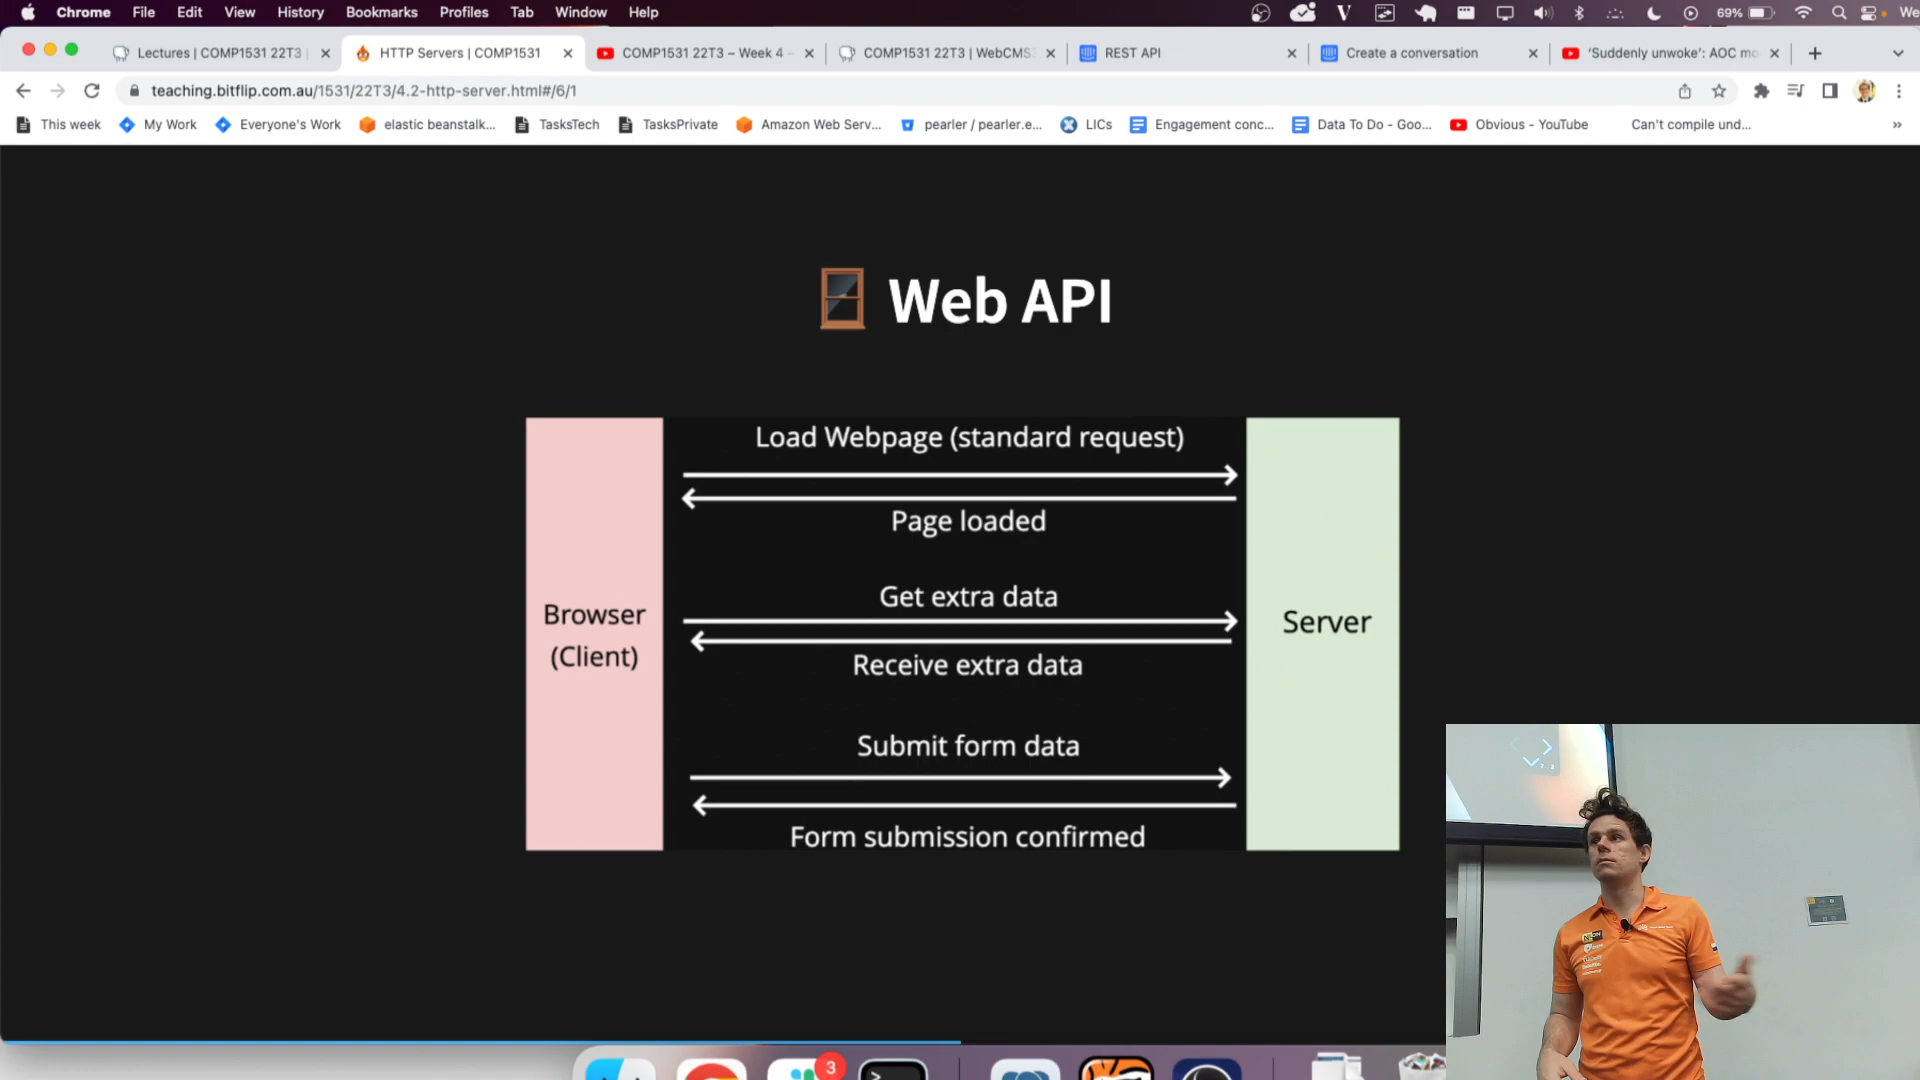 Chrome File Edit View History Bookmarks Profiles Tab Window Help 69% We
Lectures | COMP1531 22T3 |
HTTP Servers | COMP1531
COMP1531 22T3 – Week 4 -
COMP1531 22T3 | WebCMS3
REST API
Create a conversation
‘Suddenly unwoke’: AOC mo
teaching.bitflip.com.au/1531/22T3/4.2-http-server.html#/6/1
This week My Work Everyone's Work elastic beanstalk... TasksTech TasksPrivate Amazon Web Serv... pearler / pearler.e... LICs Engagement conc... Data To Do - Goo... Obvious - YouTube Can't compile und... »
Web API
Load Webpage (standard request)
Page loaded
Get extra data
Browser
(Client)
Server
Receive extra data
Submit form data
Form submission confirmed
3